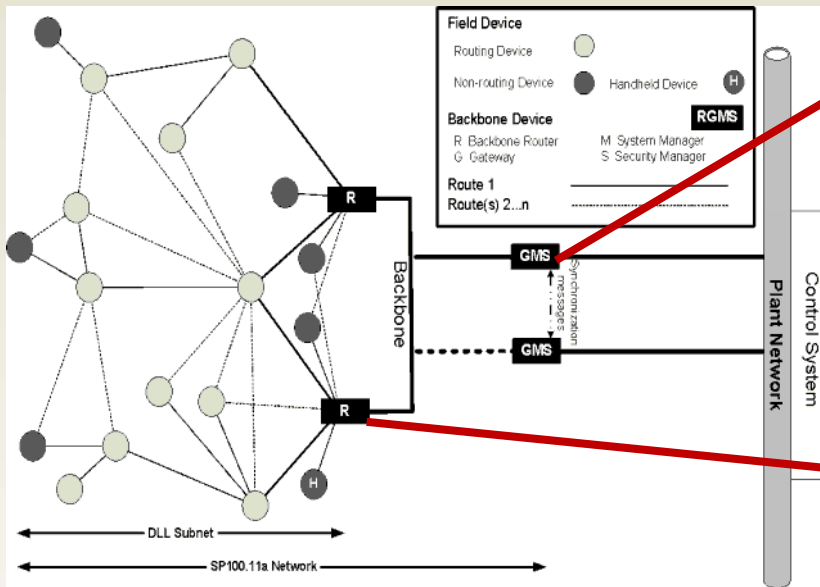 Field Device
Routing Device
Non-routing Device
Handheld Device
H
Backbone Device
RGMS
R Backbone Router
M System Manager
G Gateway
S Security Manager
Route 1
Route(s) 2...n
R
Backbone
GMS
Synchronization
messages
GMS
R
H
Plant Network
Control System
DLL Subnet
SP100.11a Network